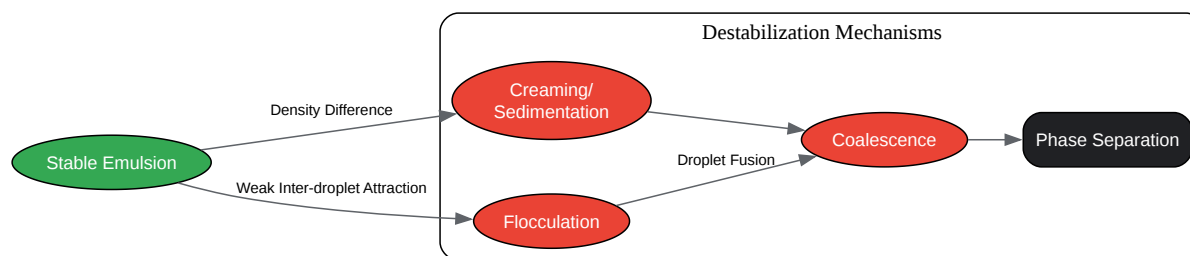 Destabilization Mechanisms
Creaming/
Sedimentation
Density Difference
Coalescence
Phase Separation
Stable Emulsion
Droplet Fusion
Weak Inter-droplet Attraction
Flocculation